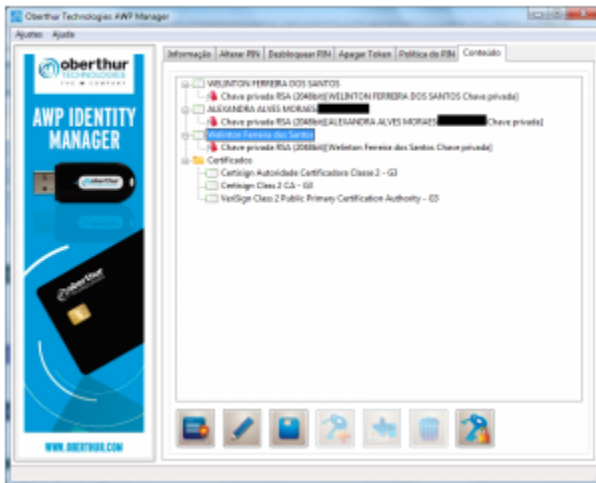 Oberthur Technologies AWP Manager
Ajustes Ajuda
Informação Alterar PIN Desbloquear PIN Apagar Token Política do PIN Conteúdo
oberthur
TECHNOLOGIES
THE M COMPANY
AWP IDENTITY
MANAGER
oberthur
oberthur
WWW.OBERTHUR.COM
WELINTON FERREIRA DOS SANTOS
Chave privada RSA (2048bit)[WELINTON FERREIRA DOS SANTOS Chave privada]
ALEXANDRA ALVES MORAES
Chave privada RSA (2048bit)[ALEXANDRA ALVES MORAES Chave privada]
Welinton Ferreira dos Santos
Chave privada RSA (2048bit)[Welinton Ferreira dos Santos Chave privada]
Certificados
Certisign Autoridade Certificadora Classe 2 - G3
Certisign Class 2 CA - G3
VeriSign Class 2 Public Primary Certification Authority - G3